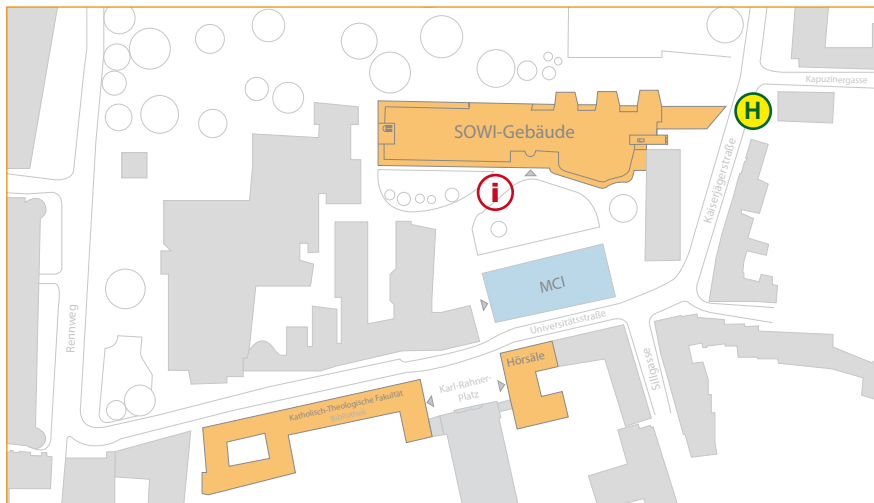 Kapuzinergasse
H
SOWI-Gebäude
Kaiserjägerstraße
i
MCI
Universitätsstraße
Rennweg
Hörsäle
Sillgasse
Karl-Rahner-
Platz
Katholisch-Theologische Fakultät
Bibliothek